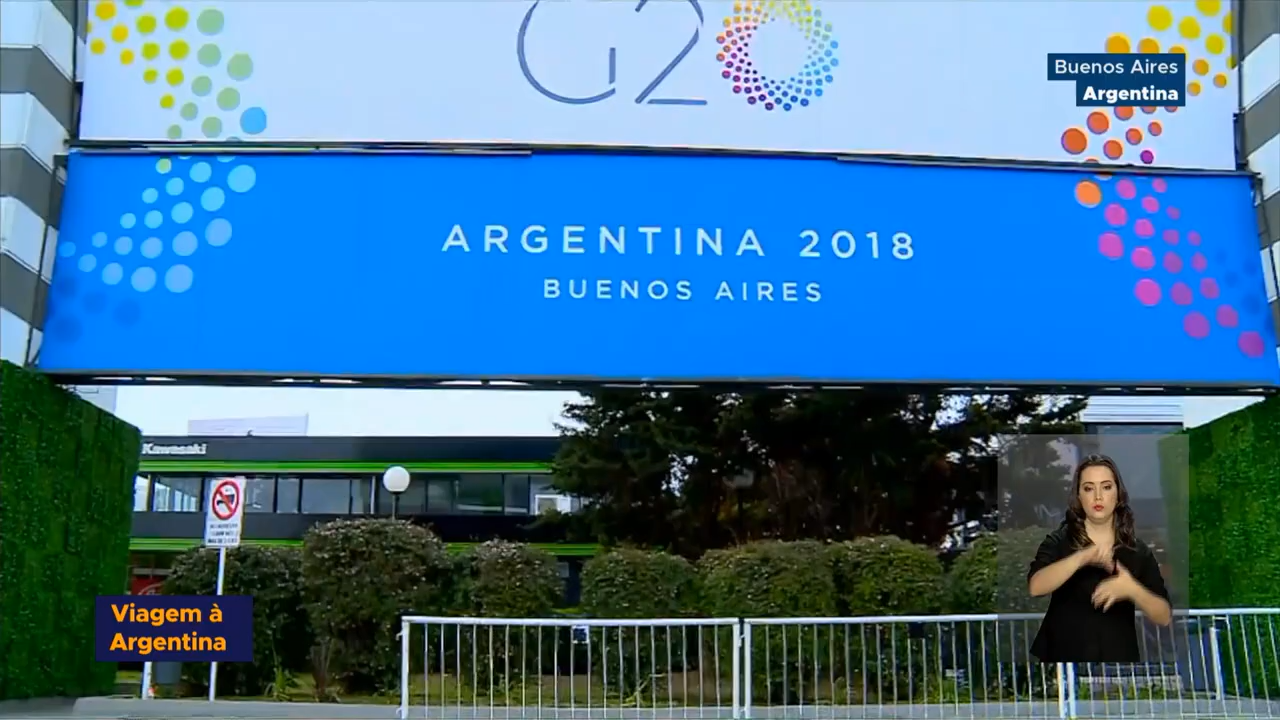 G20
Buenos Aires
Argentina
ARGENTINA 2018
BUENOS AIRES
Kawasaki
Viagem à
Argentina